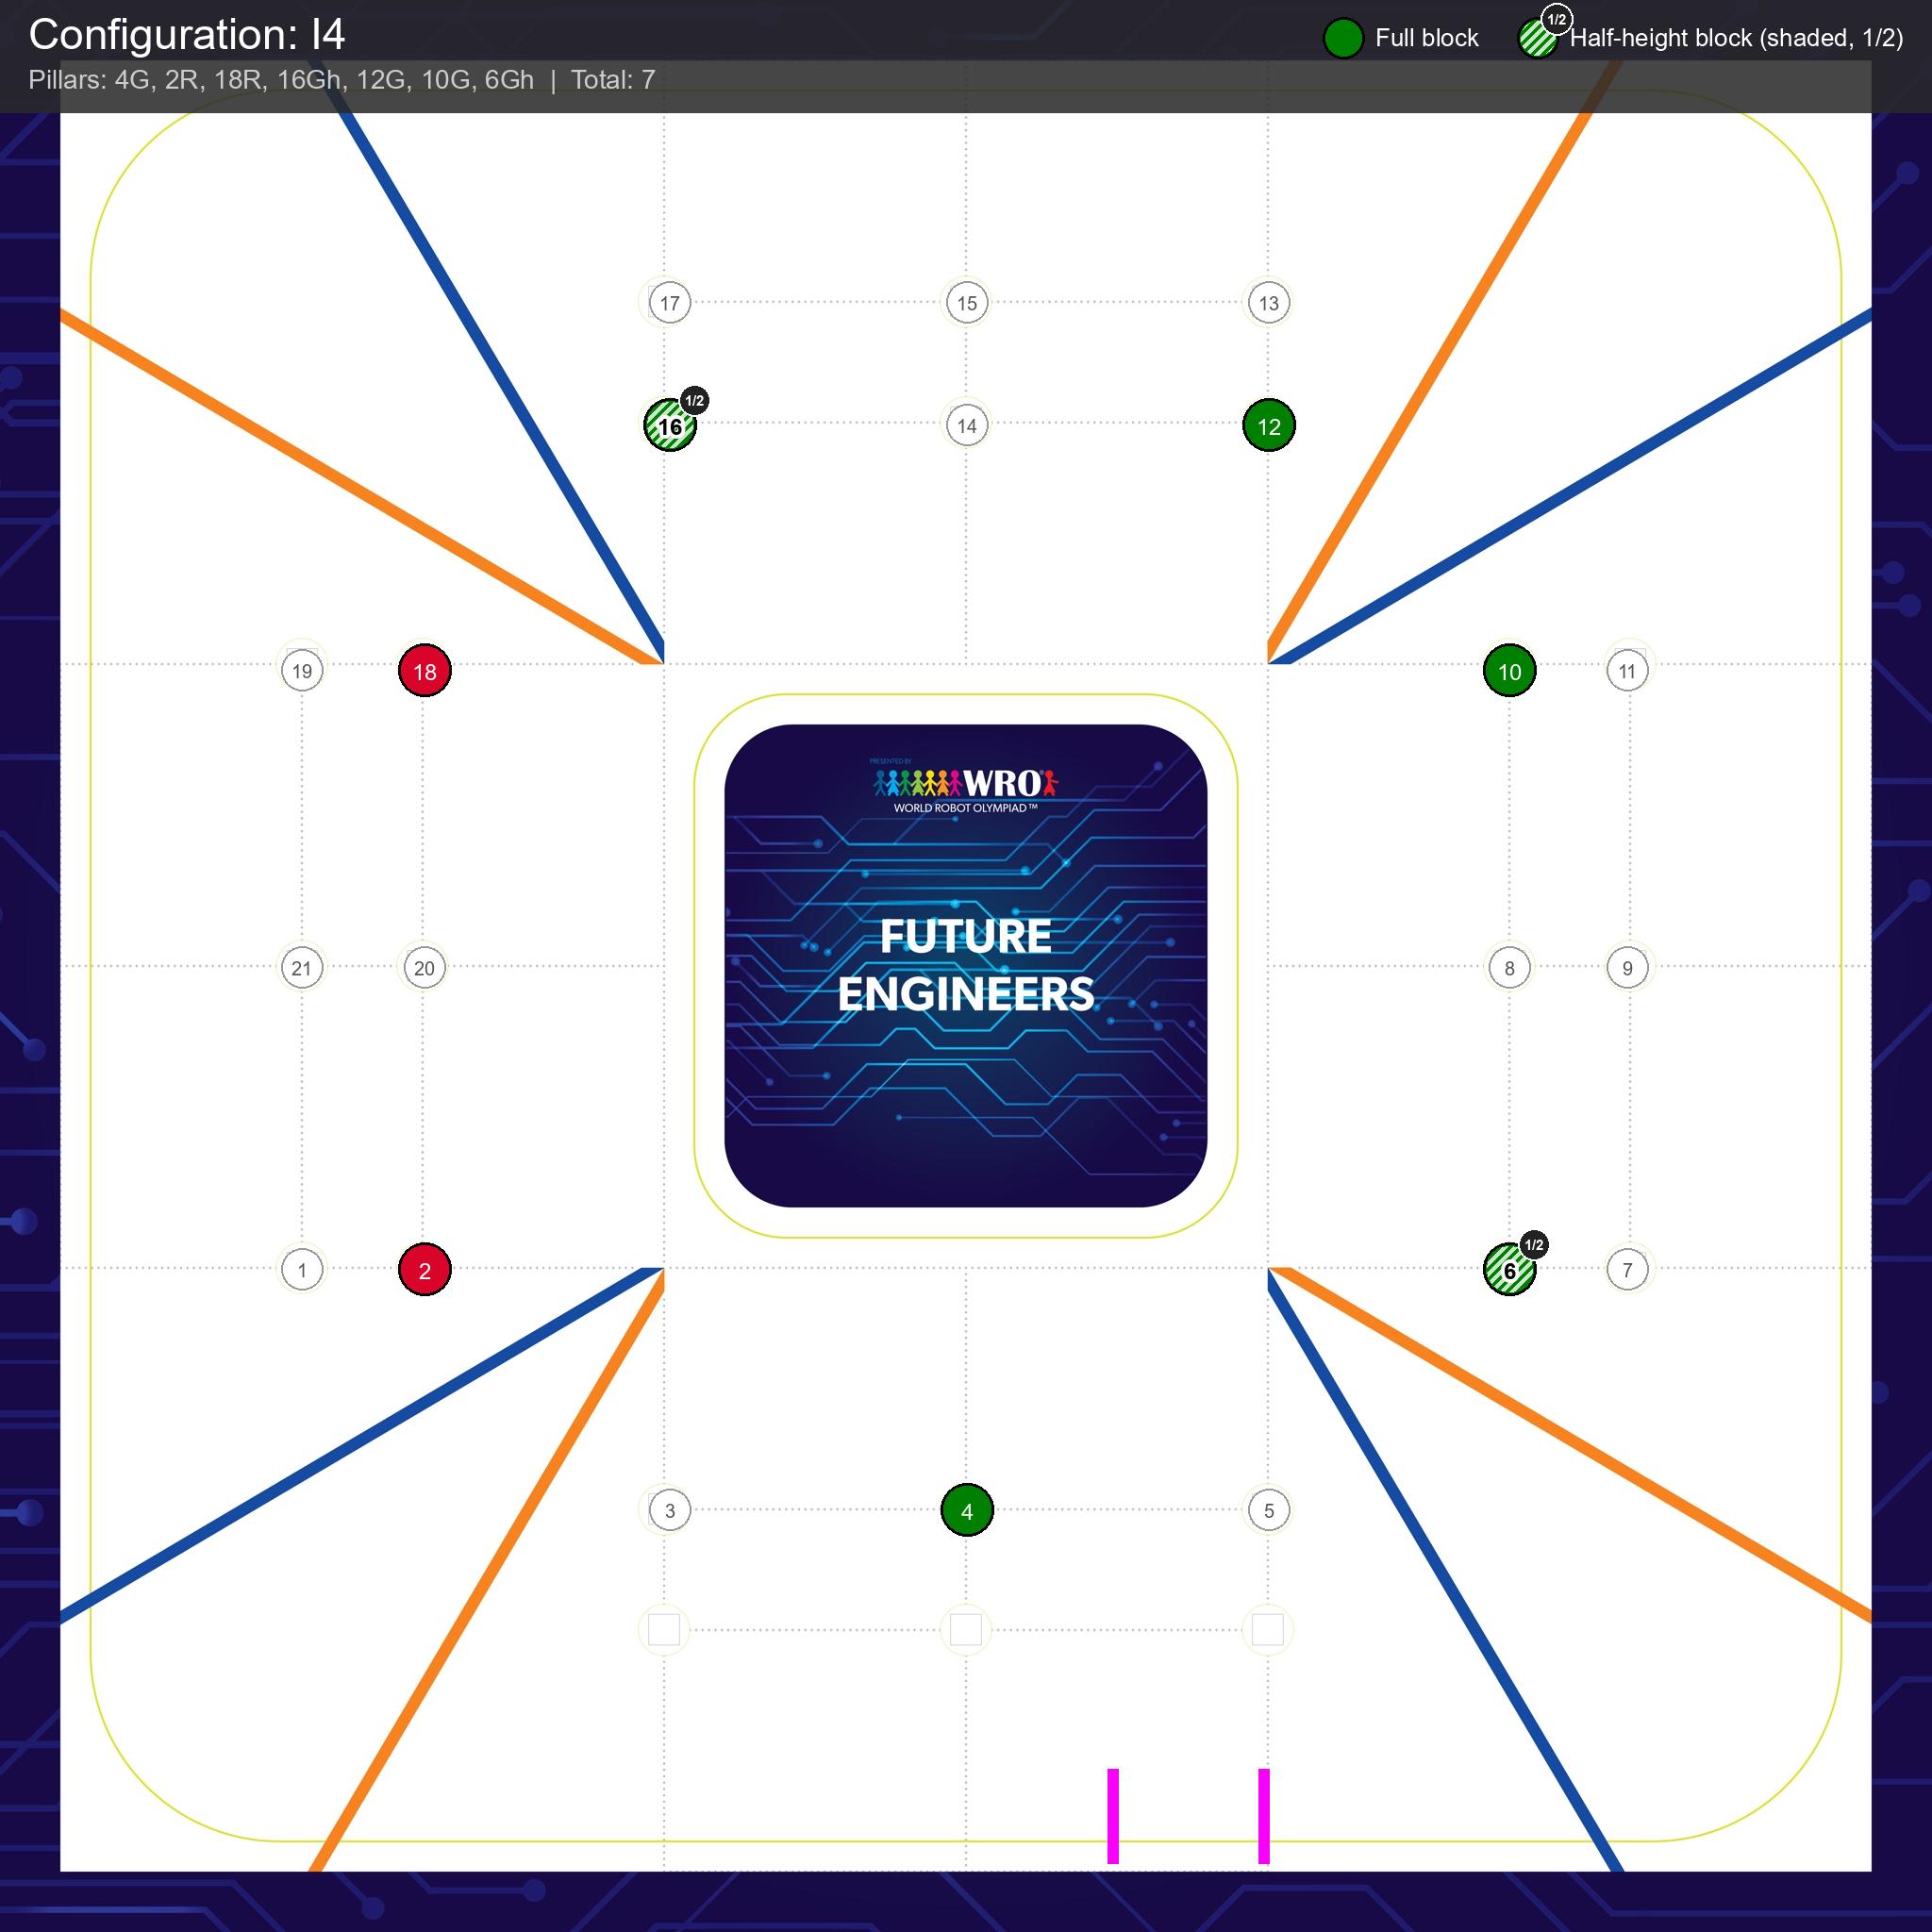 Configuration: I4
Pillars: 4G, 2R, 18R, 16Gh, 12G, 10G, 6Gh | Total: 7
Full block
1/2
Half-height block (shaded, 1/2)
17
15
13
1/2
16
14
12
19
18
10
11
PRESENTED BY
WRO
WORLD ROBOT OLYMPIAD™
FUTURE
ENGINEERS
21
20
8
9
1
2
1/2
6
7
3
4
5